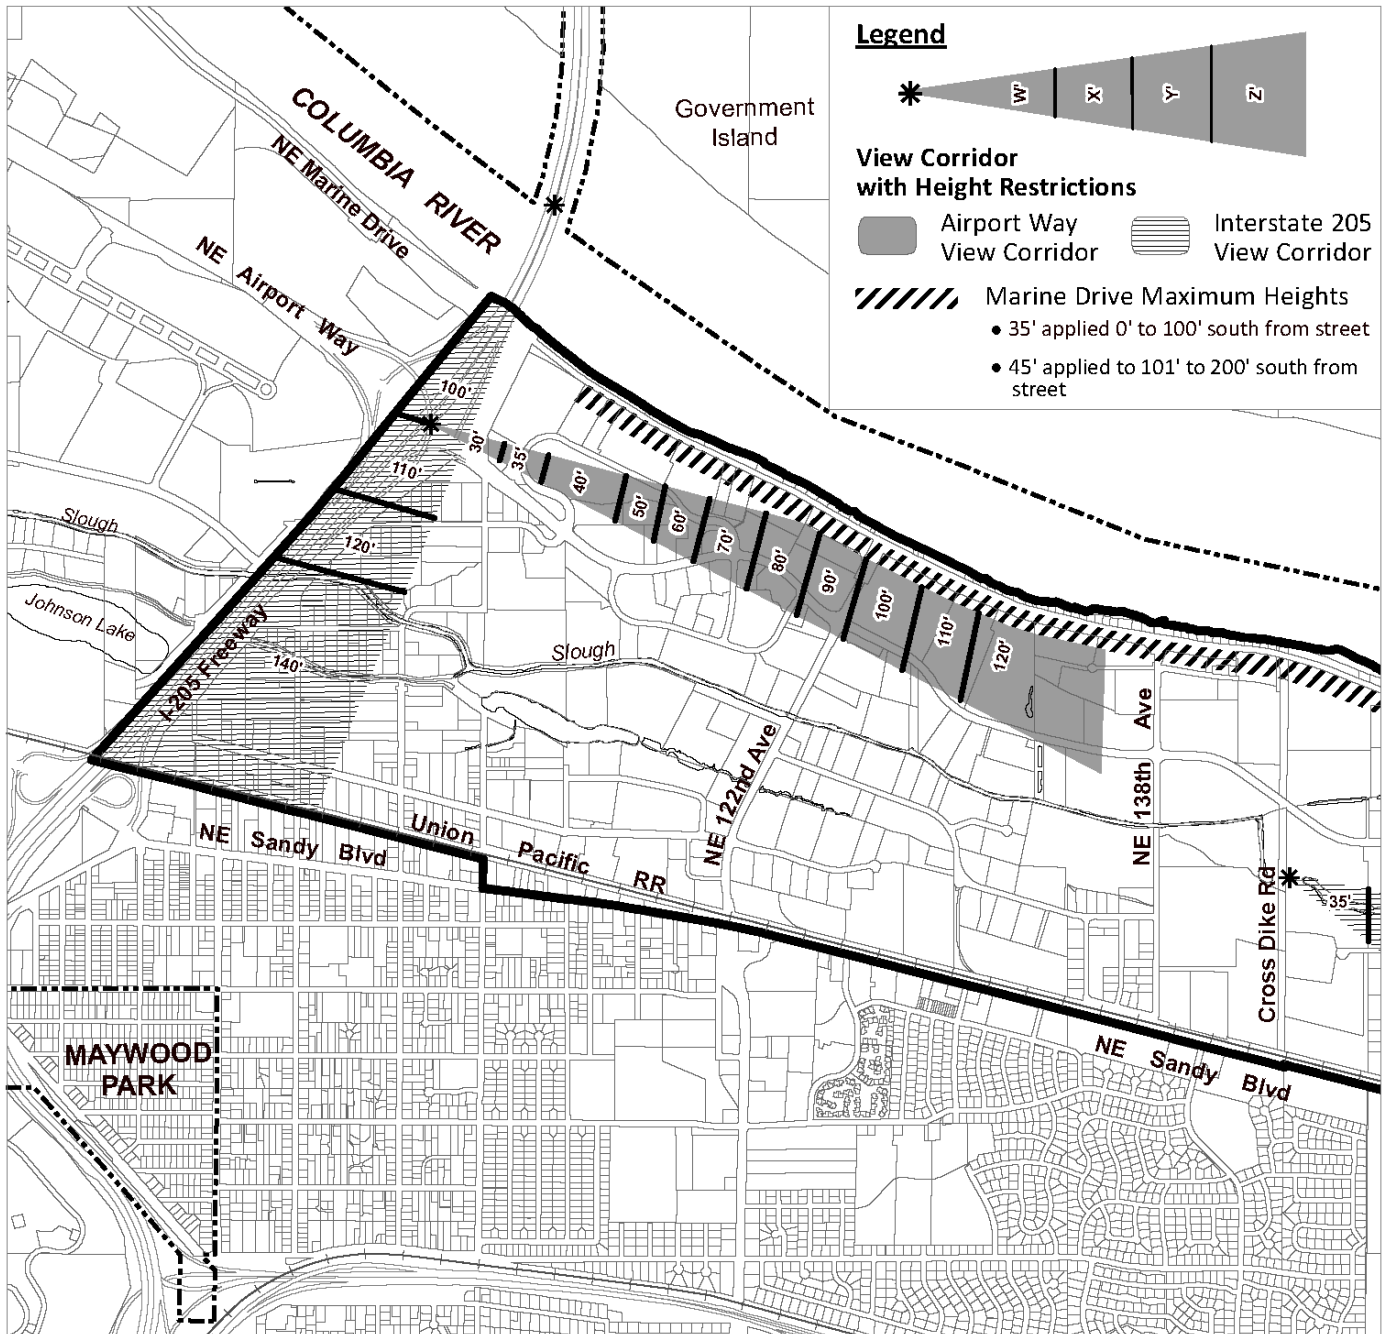 Legend
W'
X'
Y'
Z'
View Corridor
with Height Restrictions
Airport Way
View Corridor
Interstate 205
View Corridor
Marine Drive Maximum Heights
• 35' applied 0' to 100' south from street
• 45' applied to 101' to 200' south from
street
Government
Island
COLUMBIA RIVER
NE Marine Drive
NE Airport Way
100'
30'
35'
40'
50'
60'
70'
80'
90'
100'
110'
120'
110'
120'
140'
Slough
Johnson Lake
I-205 Freeway
Slough
NE 122nd Ave
NE 138th Ave
Cross Dike Rd
35'
NE Sandy Blvd
Union Pacific RR
NE Sandy Blvd
MAYWOOD
PARK